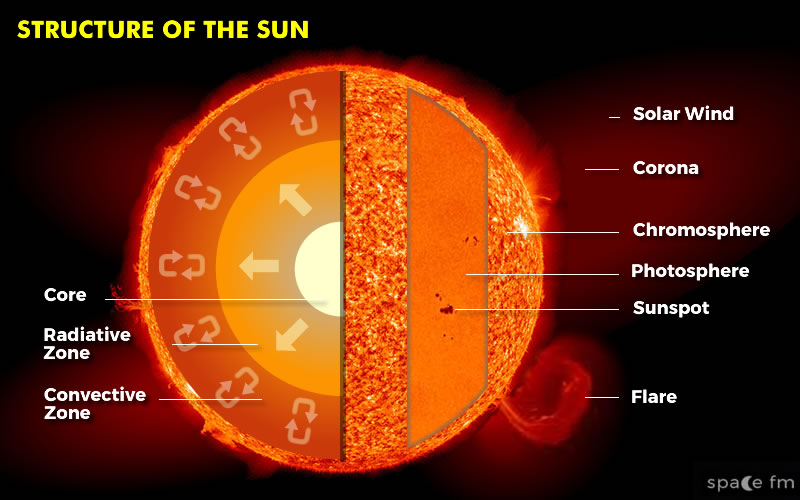 STRUCTURE OF THE SUN
Solar Wind
Corona
Chromosphere
Photosphere
Sunspot
Flare
Core
Radiative
Zone
Convective
Zone
space fm